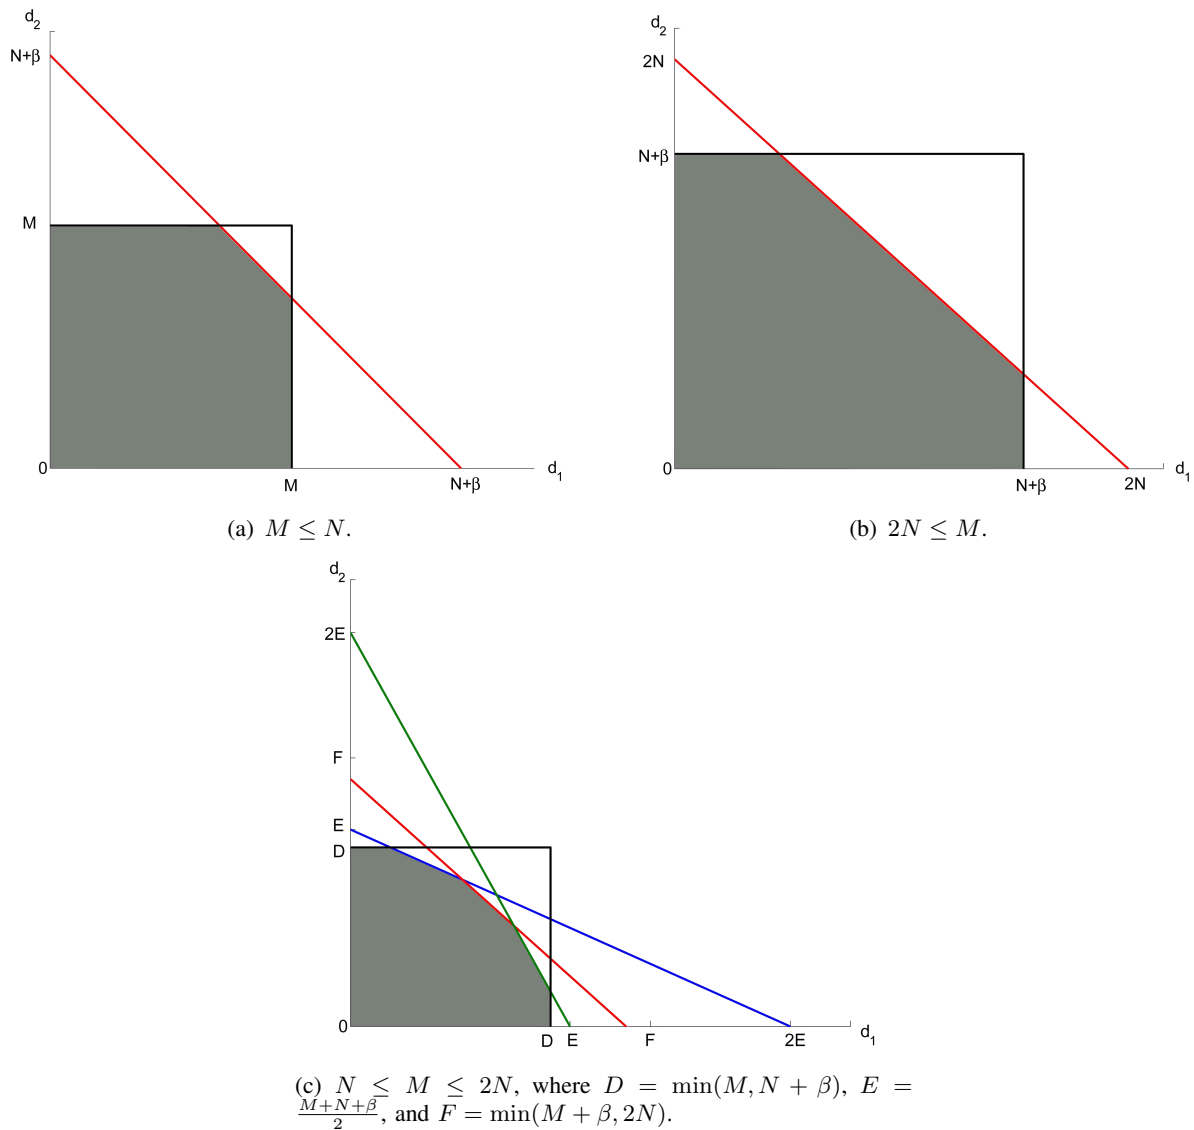 d₂
N+β
M
0
M
N+β
d₁
(a) M ≤ N.
d₂
2N
N+β
0
N+β
2N
d₁
(b) 2N ≤ M.
d₂
2E
F
E
D
0
D
E
F
2E
d₁
(c) N ≤ M ≤ 2N, where D = min(M, N + β), E =
M+N+β/2, and F = min(M + β, 2N).